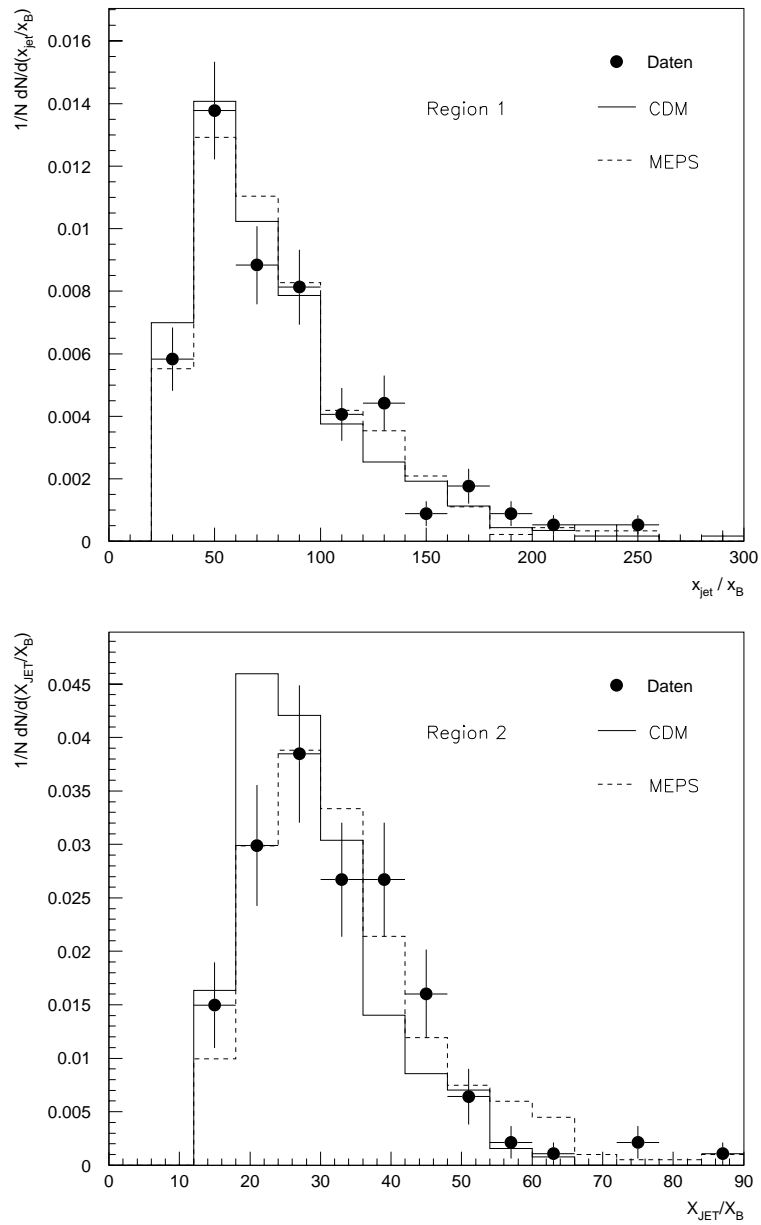 1/N dN/d(x_jet/x_B)
0.016
0.014
0.012
0.01
0.008
0.006
0.004
0.002
0
Daten
Region 1
CDM
MEPS
0 50 100 150 200 250 300
x_jet / x_B
1/N dN/d(X_JET/X_B)
0.045
0.04
0.035
0.03
0.025
0.02
0.015
0.01
0.005
0
Daten
Region 2
CDM
MEPS
0 10 20 30 40 50 60 70 80 90
X_JET/X_B